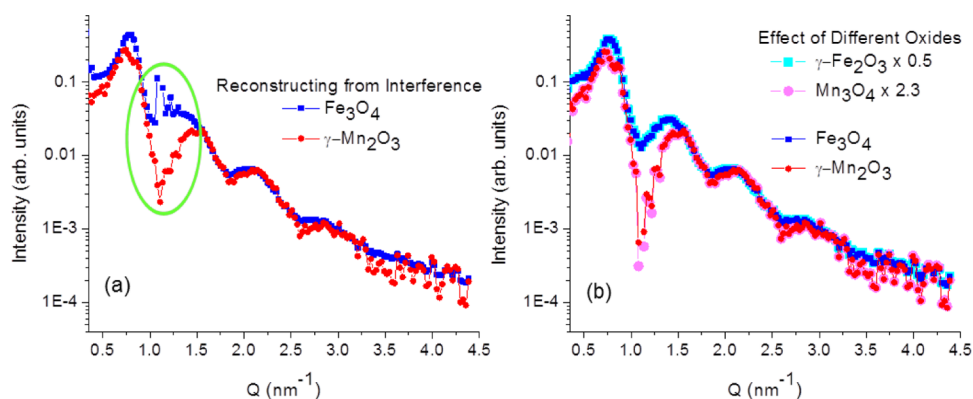 Reconstructing from Interference
Fe3O4
γ−Mn2O3
(a)
Intensity (arb. units)
0.1
0.01
1E-3
1E-4
0.5 1.0 1.5 2.0 2.5 3.0 3.5 4.0 4.5
Q (nm-1)
Effect of Different Oxides
γ−Fe2O3 x 0.5
Mn3O4 x 2.3
Fe3O4
γ−Mn2O3
(b)
Intensity (arb. units)
0.1
0.01
1E-3
1E-4
0.5 1.0 1.5 2.0 2.5 3.0 3.5 4.0 4.5
Q (nm-1)